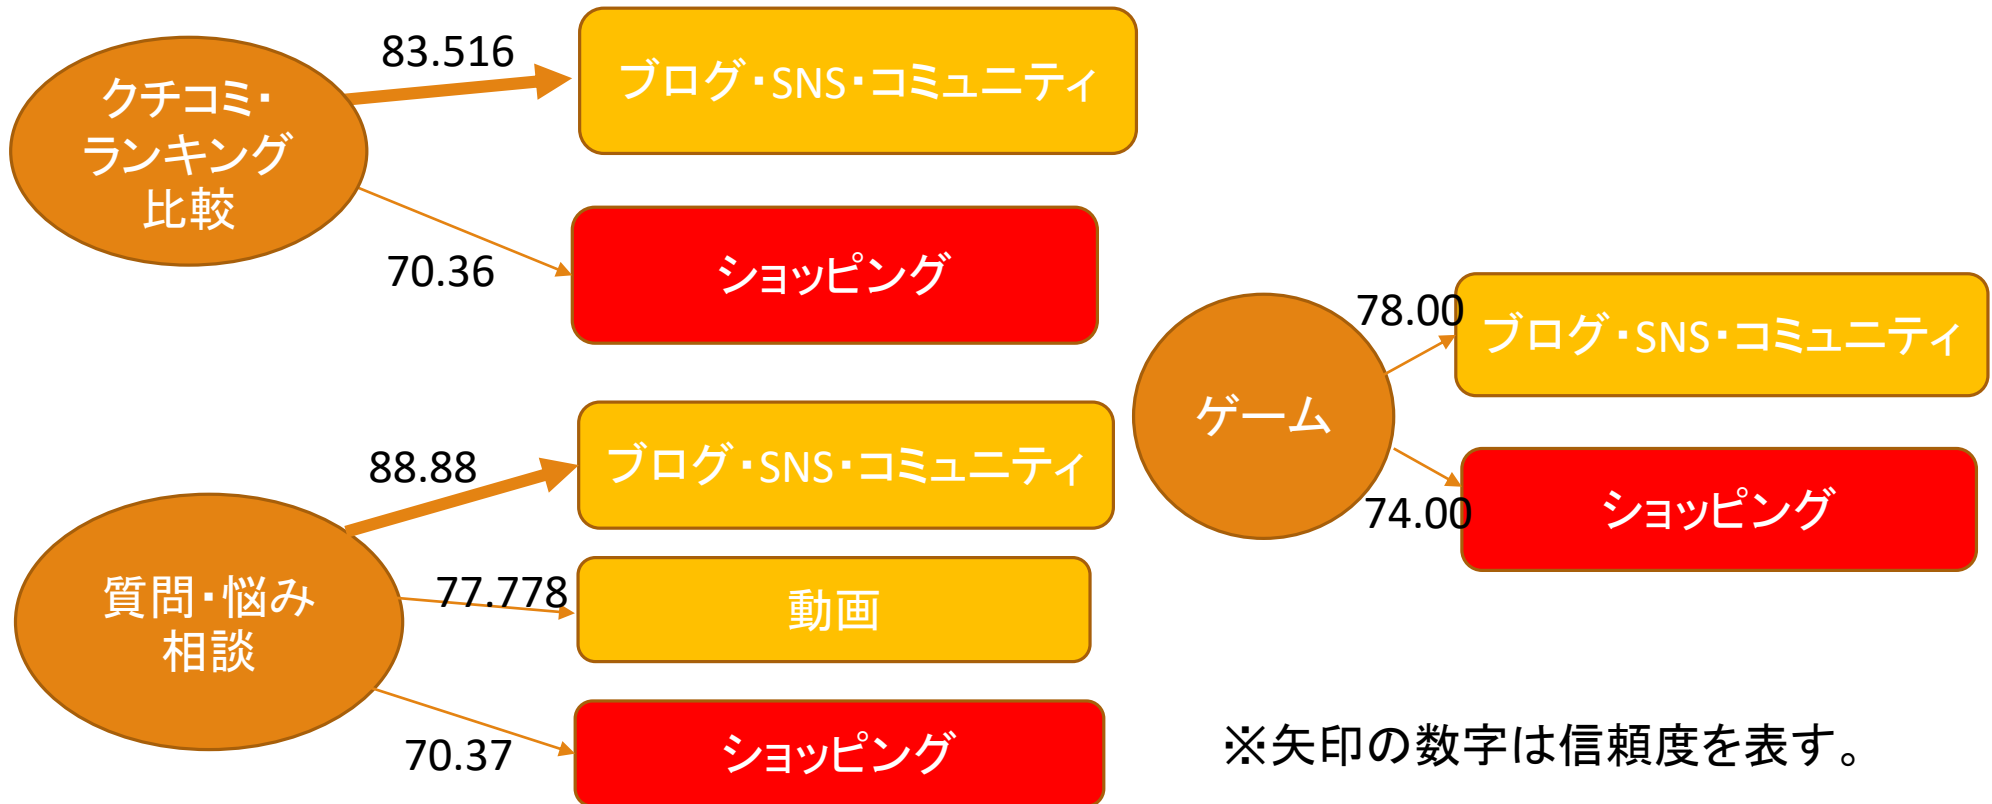 83.516
クチコミ・
ランキング
比較
ブログ・SNS・コミュニティ
70.36
ショッピング
88.88
質問・悩み
相談
ブログ・SNS・コミュニティ
77.778
動画
70.37
ショッピング
ゲーム
78.00
ブログ・SNS・コミュニティ
74.00
ショッピング
※矢印の数字は信頼度を表す。